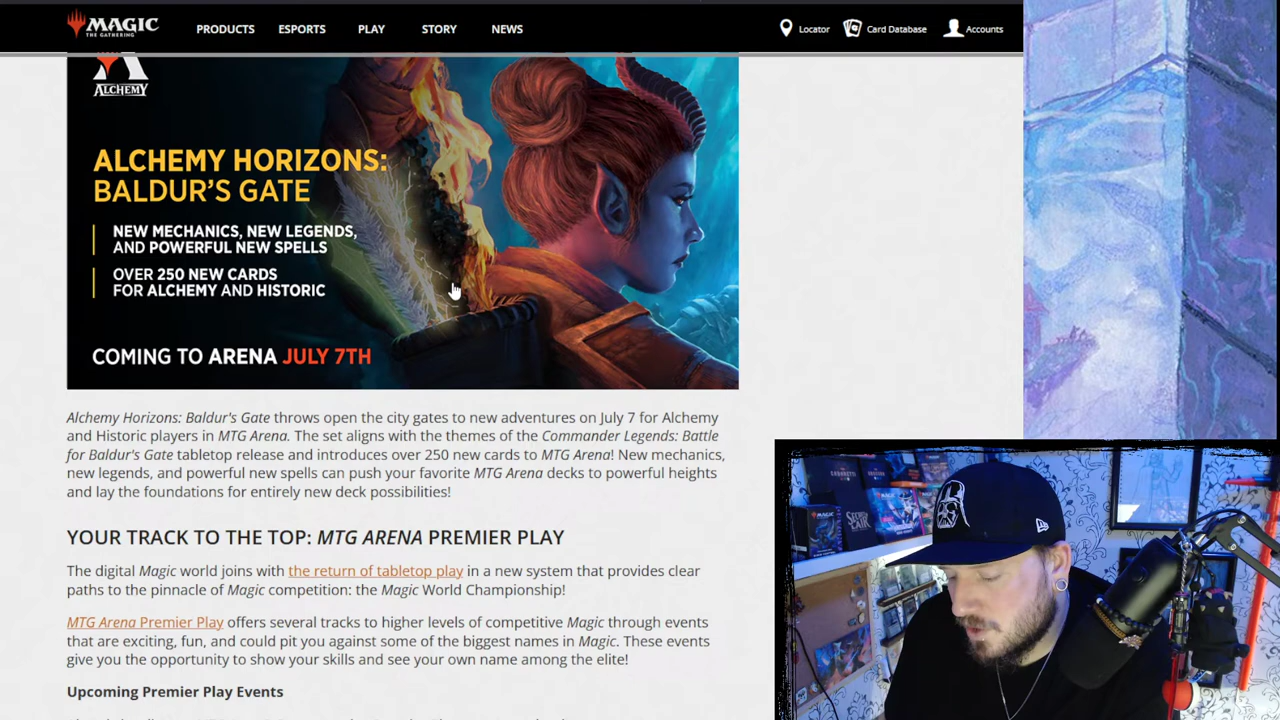 MAGIC
THE GATHERING
PRODUCTS
ESPORTS
PLAY
STORY
NEWS
Locator
Card Database
Accounts
ALCHEMY
ALCHEMY HORIZONS:
BALDUR'S GATE
NEW MECHANICS, NEW LEGENDS,
AND POWERFUL NEW SPELLS
OVER 250 NEW CARDS
FOR ALCHEMY AND HISTORIC
COMING TO ARENA JULY 7TH
Alchemy Horizons: Baldur's Gate throws open the city gates to new adventures on July 7 for Alchemy
and Historic players in MTG Arena. The set aligns with the themes of the Commander Legends: Battle
for Baldur's Gate tabletop release and introduces over 250 new cards to MTG Arena! New mechanics,
new legends, and powerful new spells can push your favorite MTG Arena decks to powerful heights
and lay the foundations for entirely new deck possibilities!
YOUR TRACK TO THE TOP: MTG ARENA PREMIER PLAY
The digital Magic world joins with the return of tabletop play in a new system that provides clear
paths to the pinnacle of Magic competition: the Magic World Championship!
MTG Arena Premier Play offers several tracks to higher levels of competitive Magic through events
that are exciting, fun, and could pit you against some of the biggest names in Magic. These events
give you the opportunity to show your skills and see your own name among the elite!
Upcoming Premier Play Events
SECRET
LAIR
MAGIC